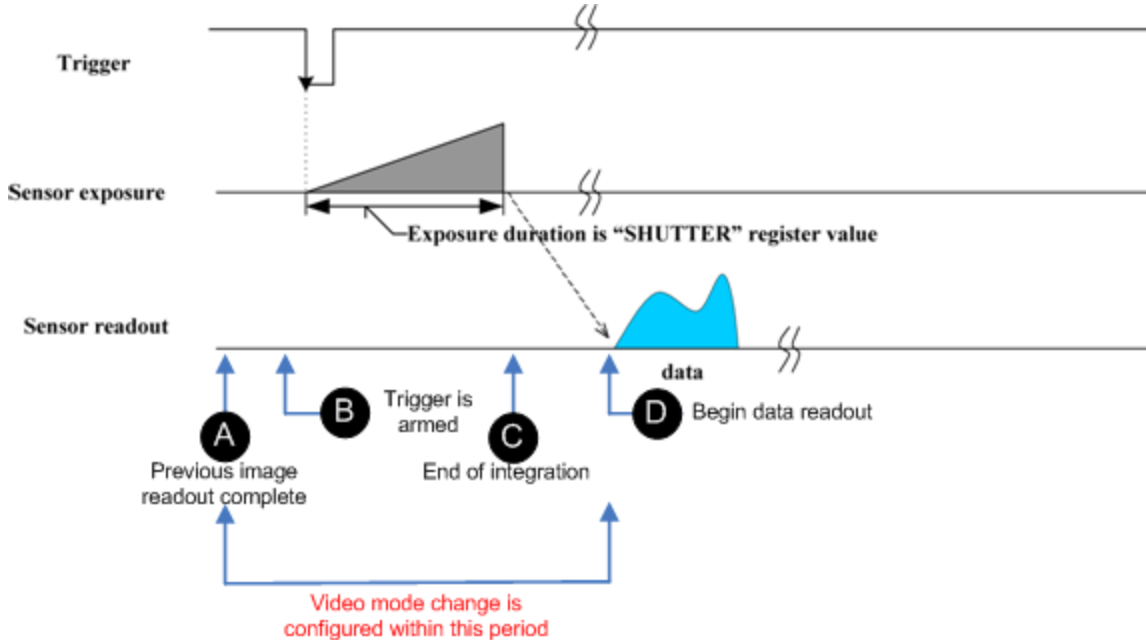 Trigger
Sensor exposure
Exposure duration is “SHUTTER” register value
Sensor readout
data
A
Previous image
readout complete
B
Trigger is
armed
C
End of integration
D
Begin data readout
Video mode change is
configured within this period